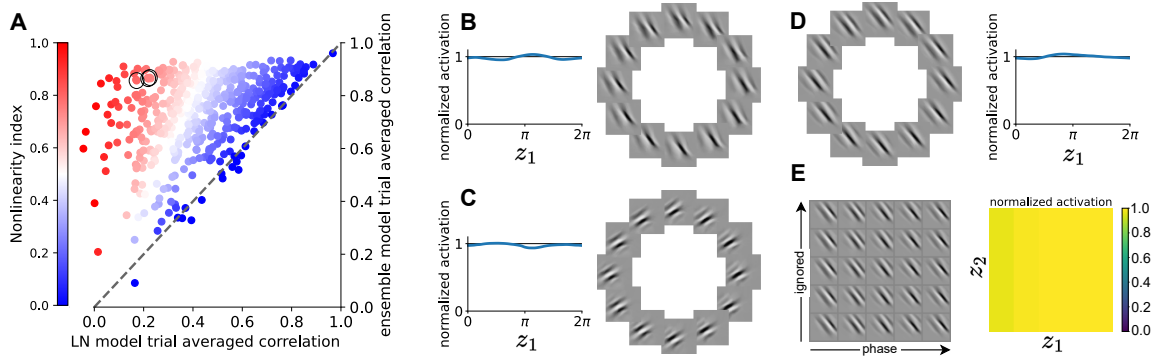 A
Nonlinearity index
1.0
0.8
0.6
0.4
0.2
0.0
1.0
0.8
0.6
0.4
0.2
0.0
ensemble model trial averaged correlation
0.0 0.2 0.4 0.6 0.8 1.0
LN model trial averaged correlation
B
normalized activation
1
0
0 π 2π
z₁
C
normalized activation
1
0
0 π 2π
z₁
D
normalized activation
1
0
0 π 2π
z₁
E
ignored
phase
normalized activation
z₂
z₁
1.0
0.8
0.6
0.4
0.2
0.0